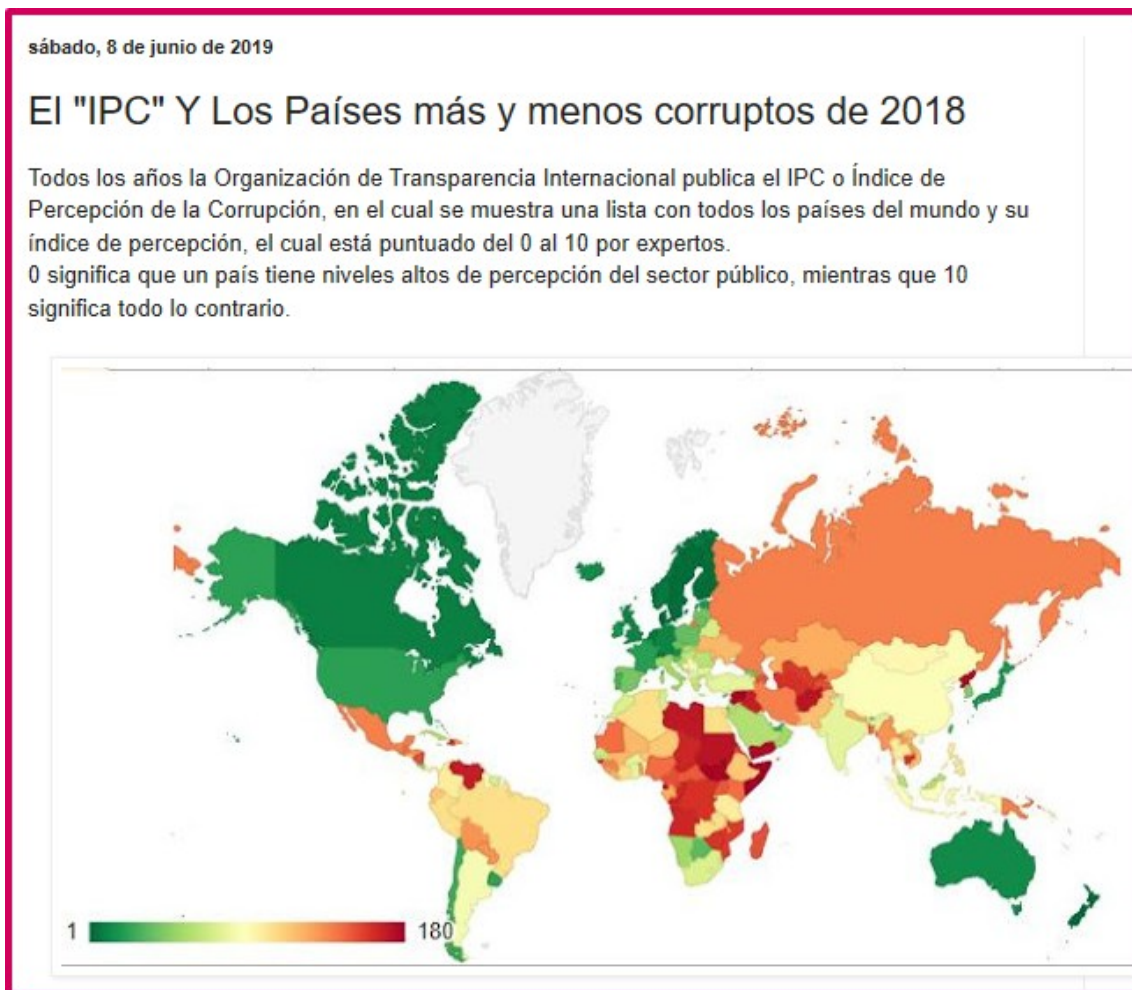 sábado, 8 de junio de 2019
El "IPC" Y Los Países más y menos corruptos de 2018
Todos los años la Organización de Transparencia Internacional publica el IPC o Índice de
Percepción de la Corrupción, en el cual se muestra una lista con todos los países del mundo y su
índice de percepción, el cual está puntuado del 0 al 10 por expertos.
0 significa que un país tiene niveles altos de percepción del sector público, mientras que 10
significa todo lo contrario.
1 180